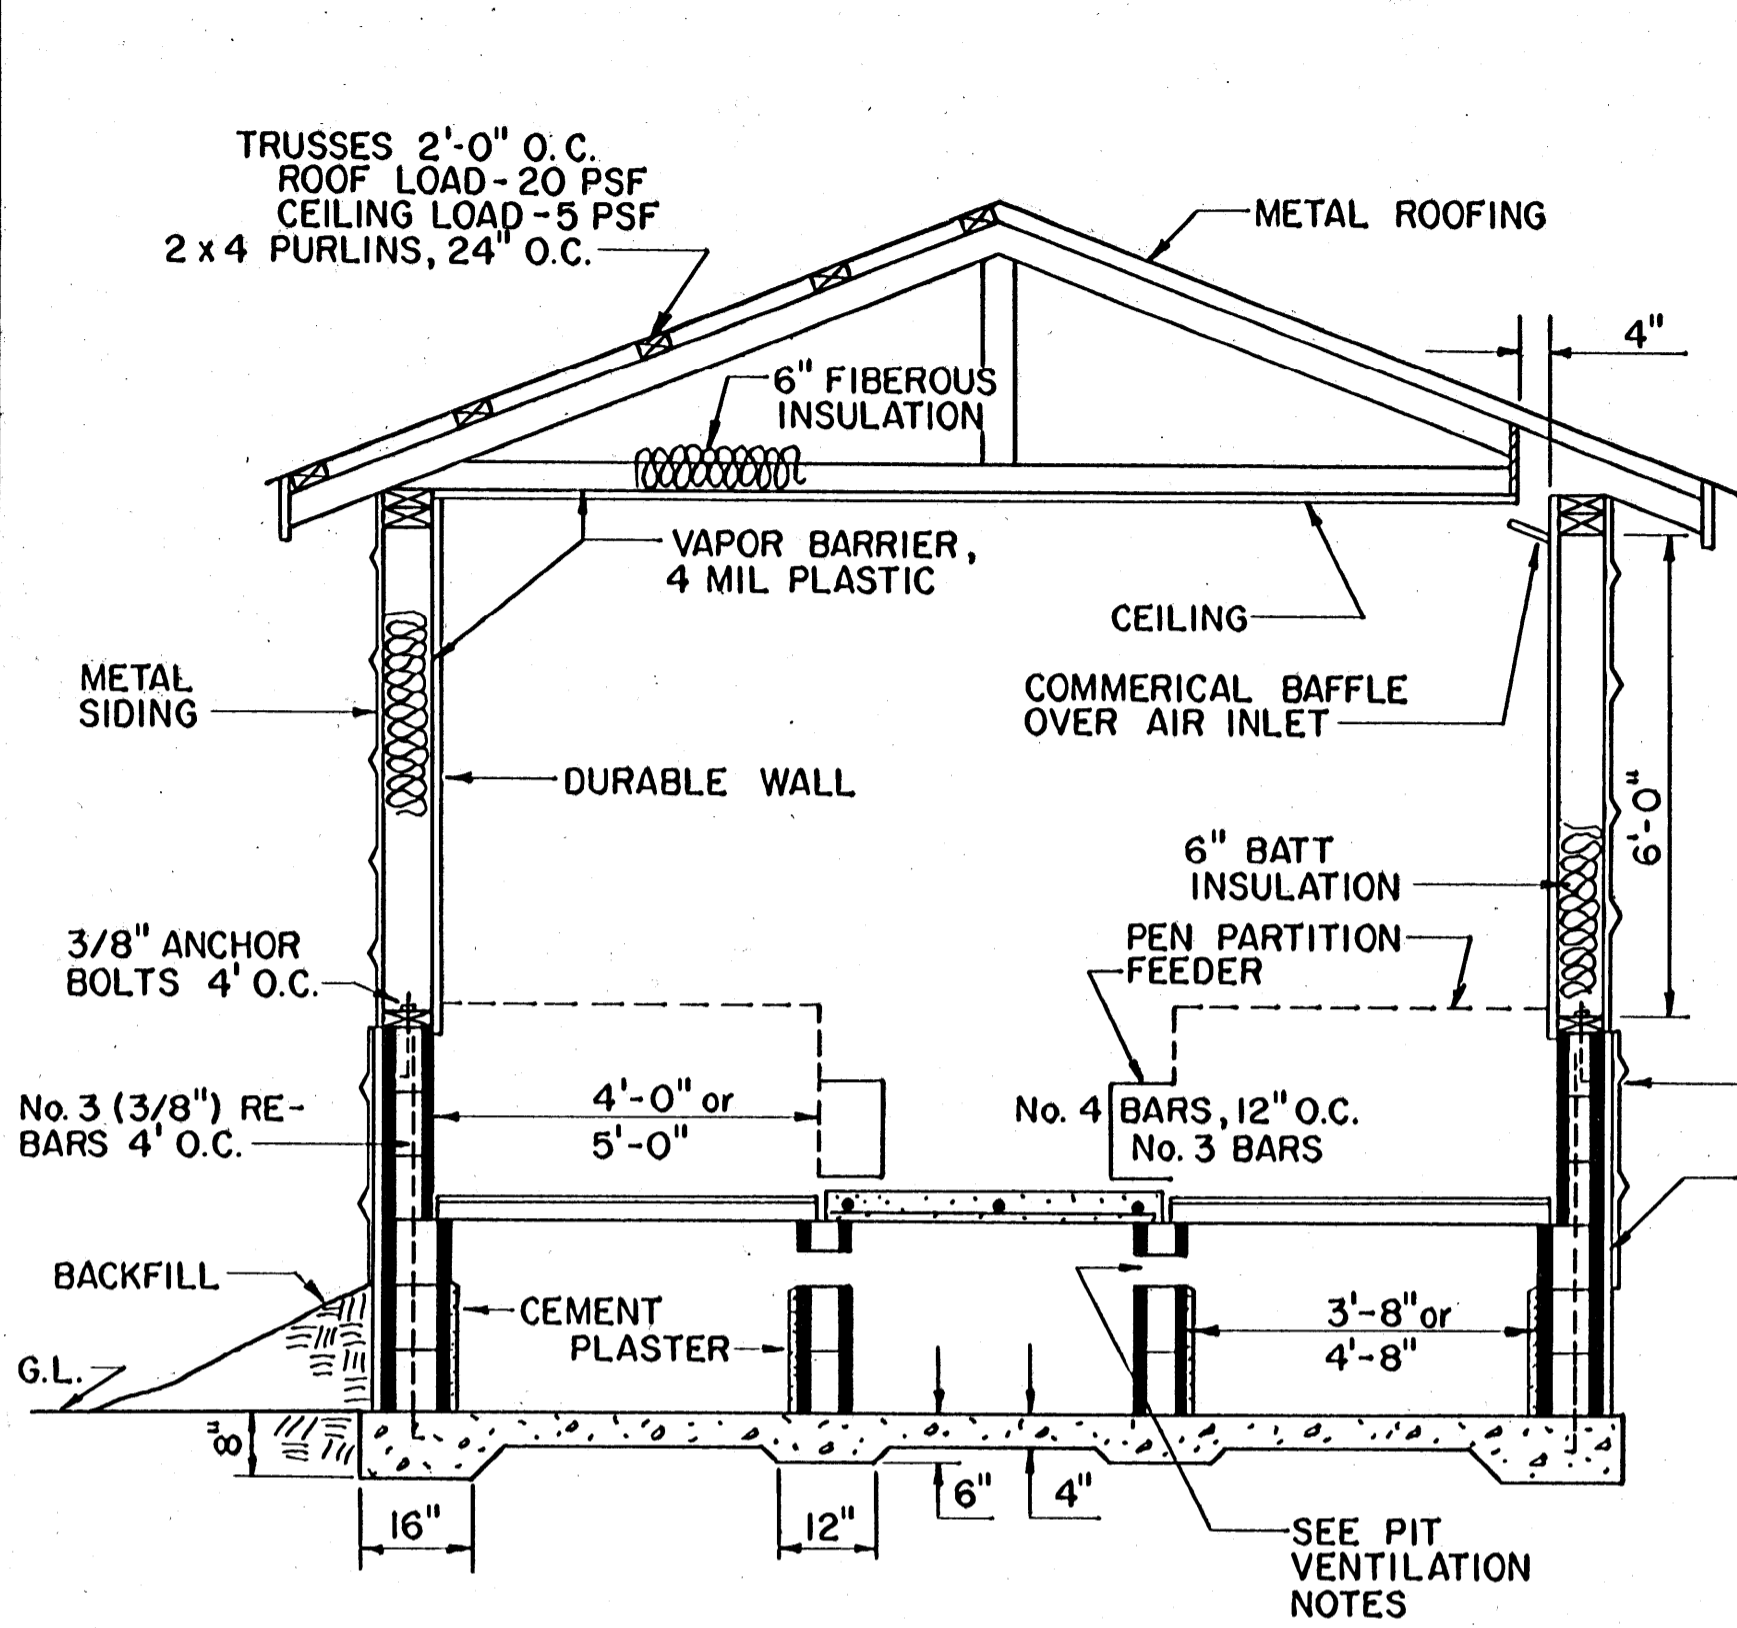 TRUSSES 2'-0" O.C.
ROOF LOAD-20 PSF
CEILING LOAD-5 PSF
2 x 4 PURLINS, 24" O.C.
METAL ROOFING
4"
6" FIBEROUS
INSULATION
VAPOR BARRIER,
4 MIL PLASTIC
CEILING
METAL
SIDING
COMMERICAL BAFFLE
OVER AIR INLET
DURABLE WALL
6'-0"
6" BATT
INSULATION
3/8" ANCHOR
BOLTS 4' O.C.
PEN PARTITION
FEEDER
No. 3 (3/8") RE-
BARS 4' O.C.
4'-0" or
5'-0"
No. 4 BARS, 12" O.C.
No. 3 BARS
BACKFILL
CEMENT
PLASTER
3'-8" or
4'-8"
G.L.
8"
16"
12"
6"
4"
SEE PIT
VENTILATION
NOTES